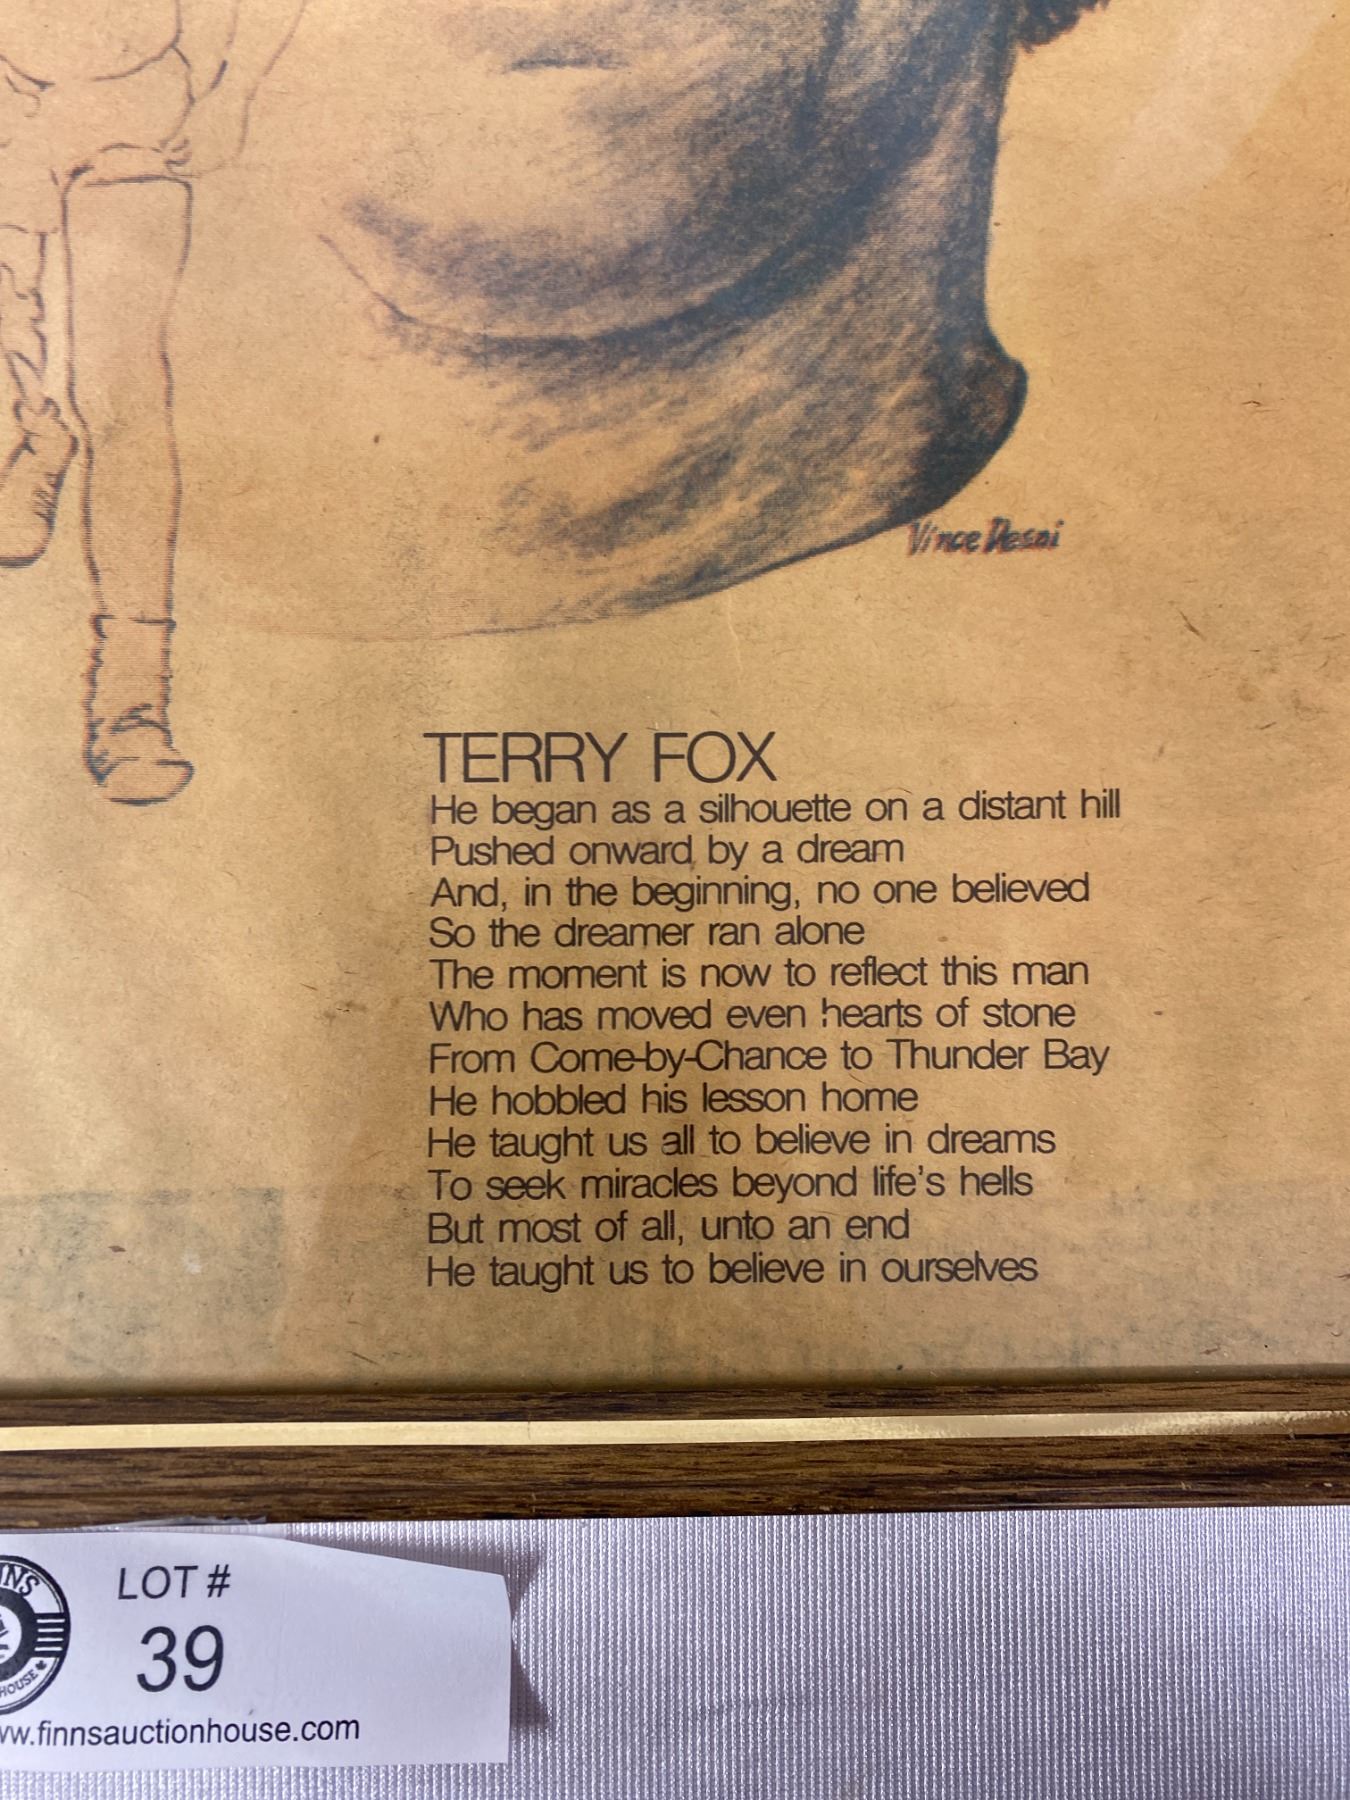 Vince Desai
TERRY FOX
He began as a silhouette on a distant hill
Pushed onward by a dream
And, in the beginning, no one believed
So the dreamer ran alone
The moment is now to reflect this man
Who has moved even hearts of stone
From Come-by-Chance to Thunder Bay
He hobbled his lesson home
He taught us all to believe in dreams
To seek miracles beyond life's hells
But most of all, unto an end
He taught us to believe in ourselves
LOT #
39
ww.finnsauctionhouse.com